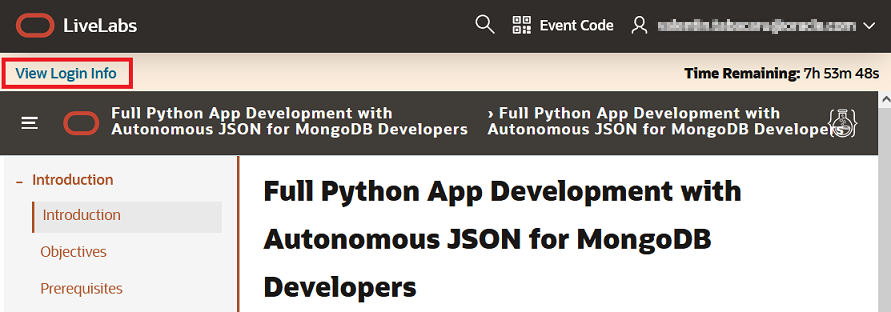 LiveLabs
Event Code
View Login Info
Time Remaining: 7h 53m 48s
Full Python App Development with
Autonomous JSON for MongoDB Developers
› Full Python App Development with
Autonomous JSON for MongoDB Developers
– Introduction
Introduction
Objectives
Prerequisites
Full Python App Development with
Autonomous JSON for MongoDB
Developers